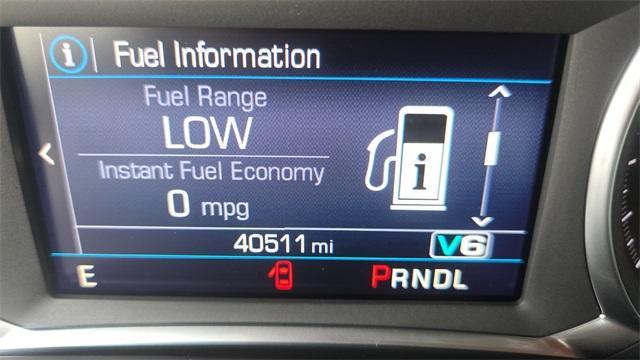 i Fuel Information
Fuel Range
LOW
Instant Fuel Economy
0 mpg
i
40511 mi
V6
E
PRNDL